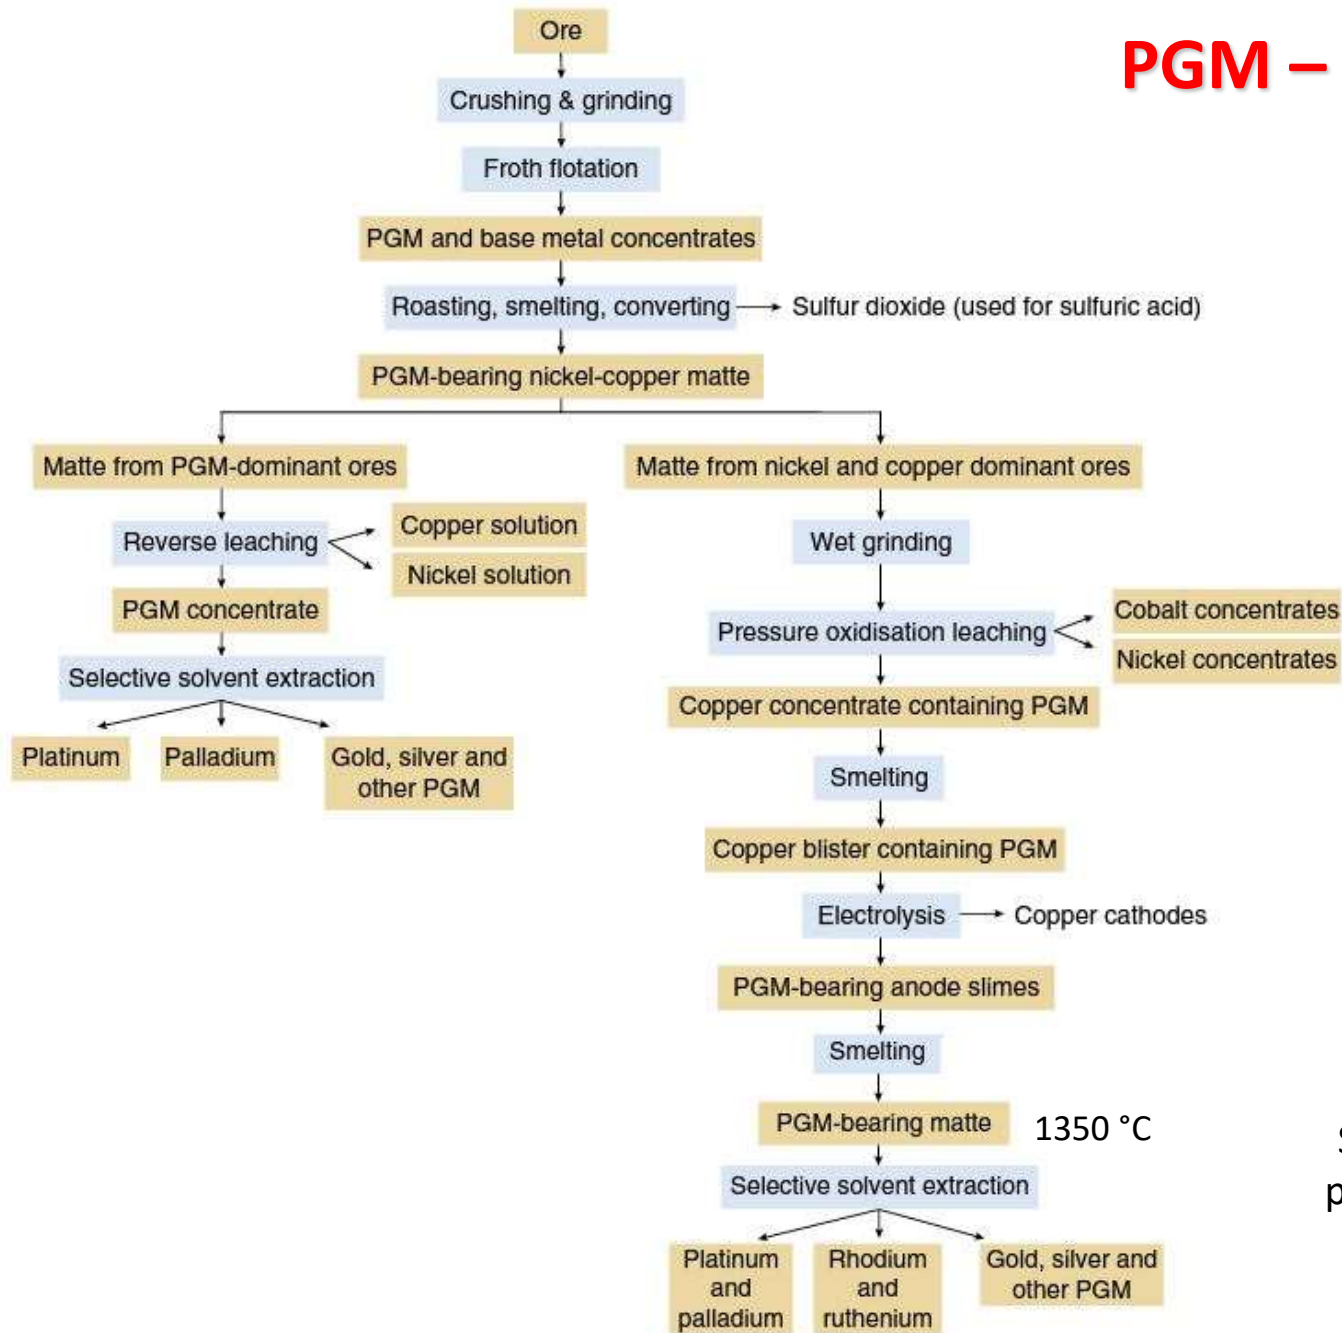 PGM –
Ore
Crushing & grinding
Froth flotation
PGM and base metal concentrates
Roasting, smelting, converting
Sulfur dioxide (used for sulfuric acid)
PGM-bearing nickel-copper matte
Matte from PGM-dominant ores
Reverse leaching
Copper solution
Nickel solution
PGM concentrate
Selective solvent extraction
Platinum
Palladium
Gold, silver and
other PGM
Matte from nickel and copper dominant ores
Wet grinding
Pressure oxidisation leaching
Cobalt concentrates
Nickel concentrates
Copper concentrate containing PGM
Smelting
Copper blister containing PGM
Electrolysis
Copper cathodes
PGM-bearing anode slimes
Smelting
PGM-bearing matte
1350 °C
Selective solvent extraction
Platinum
and
palladium
Rhodium
and
ruthenium
Gold, silver and
other PGM